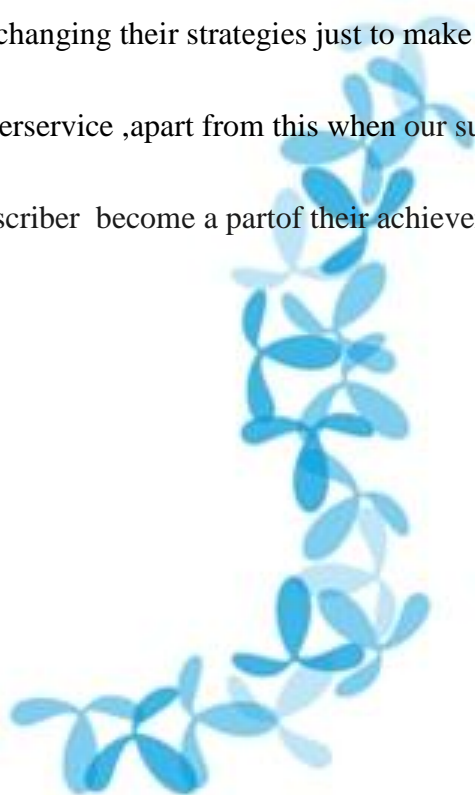 changing their strategies just to make
erservice ,apart from this when our su
scriber become a partof their achieve